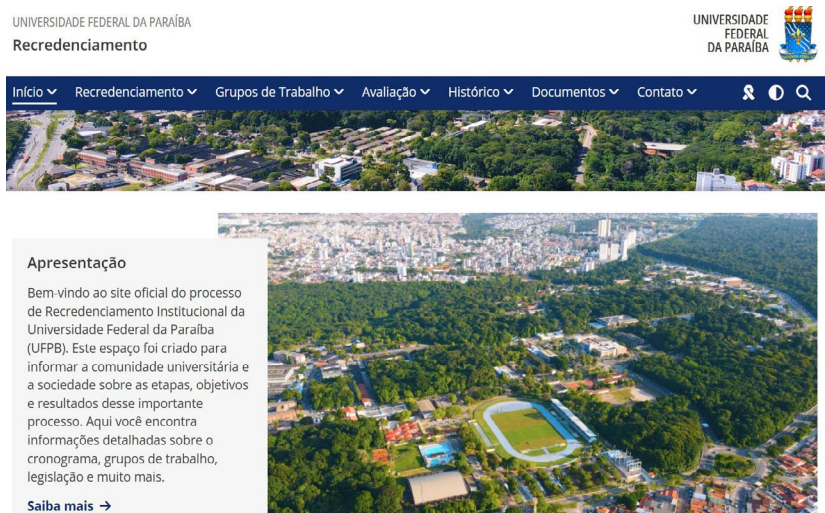 UNIVERSIDADE FEDERAL DA PARAÍBA
Recredenciamento
UNIVERSIDADE
FEDERAL
DA PARAÍBA
Início Recredenciamento Grupos de Trabalho Avaliação Histórico Documentos Contato
Apresentação
Bem-vindo ao site oficial do processo
de Recredenciamento Institucional da
Universidade Federal da Paraíba
(UFPB). Este espaço foi criado para
informar a comunidade universitária e
a sociedade sobre as etapas, objetivos
e resultados desse importante
processo. Aqui você encontra
informações detalhadas sobre o
cronograma, grupos de trabalho,
legislação e muito mais.
Saiba mais →